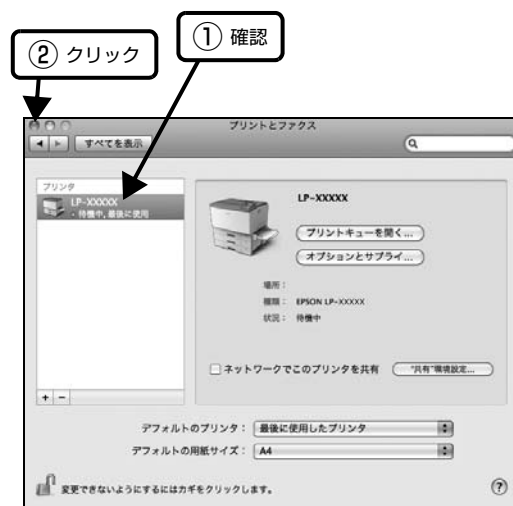 ① 確認
② クリック
プリントとファクス
すべてを表示
プリンタ
LP-XXXXX
・待機中, 最後に使用
LP-XXXXX
プリントキューを開く...
オプションとサプライ...
場所：
種類： EPSON LP-XXXXX
状況： 待機中
ネットワークでこのプリンタを共有 "共有"環境設定...
+ −
デフォルトのプリンタ： 最後に使用したプリンタ
デフォルトの用紙サイズ： A4
変更できないようにするにはカギをクリックします。 ?